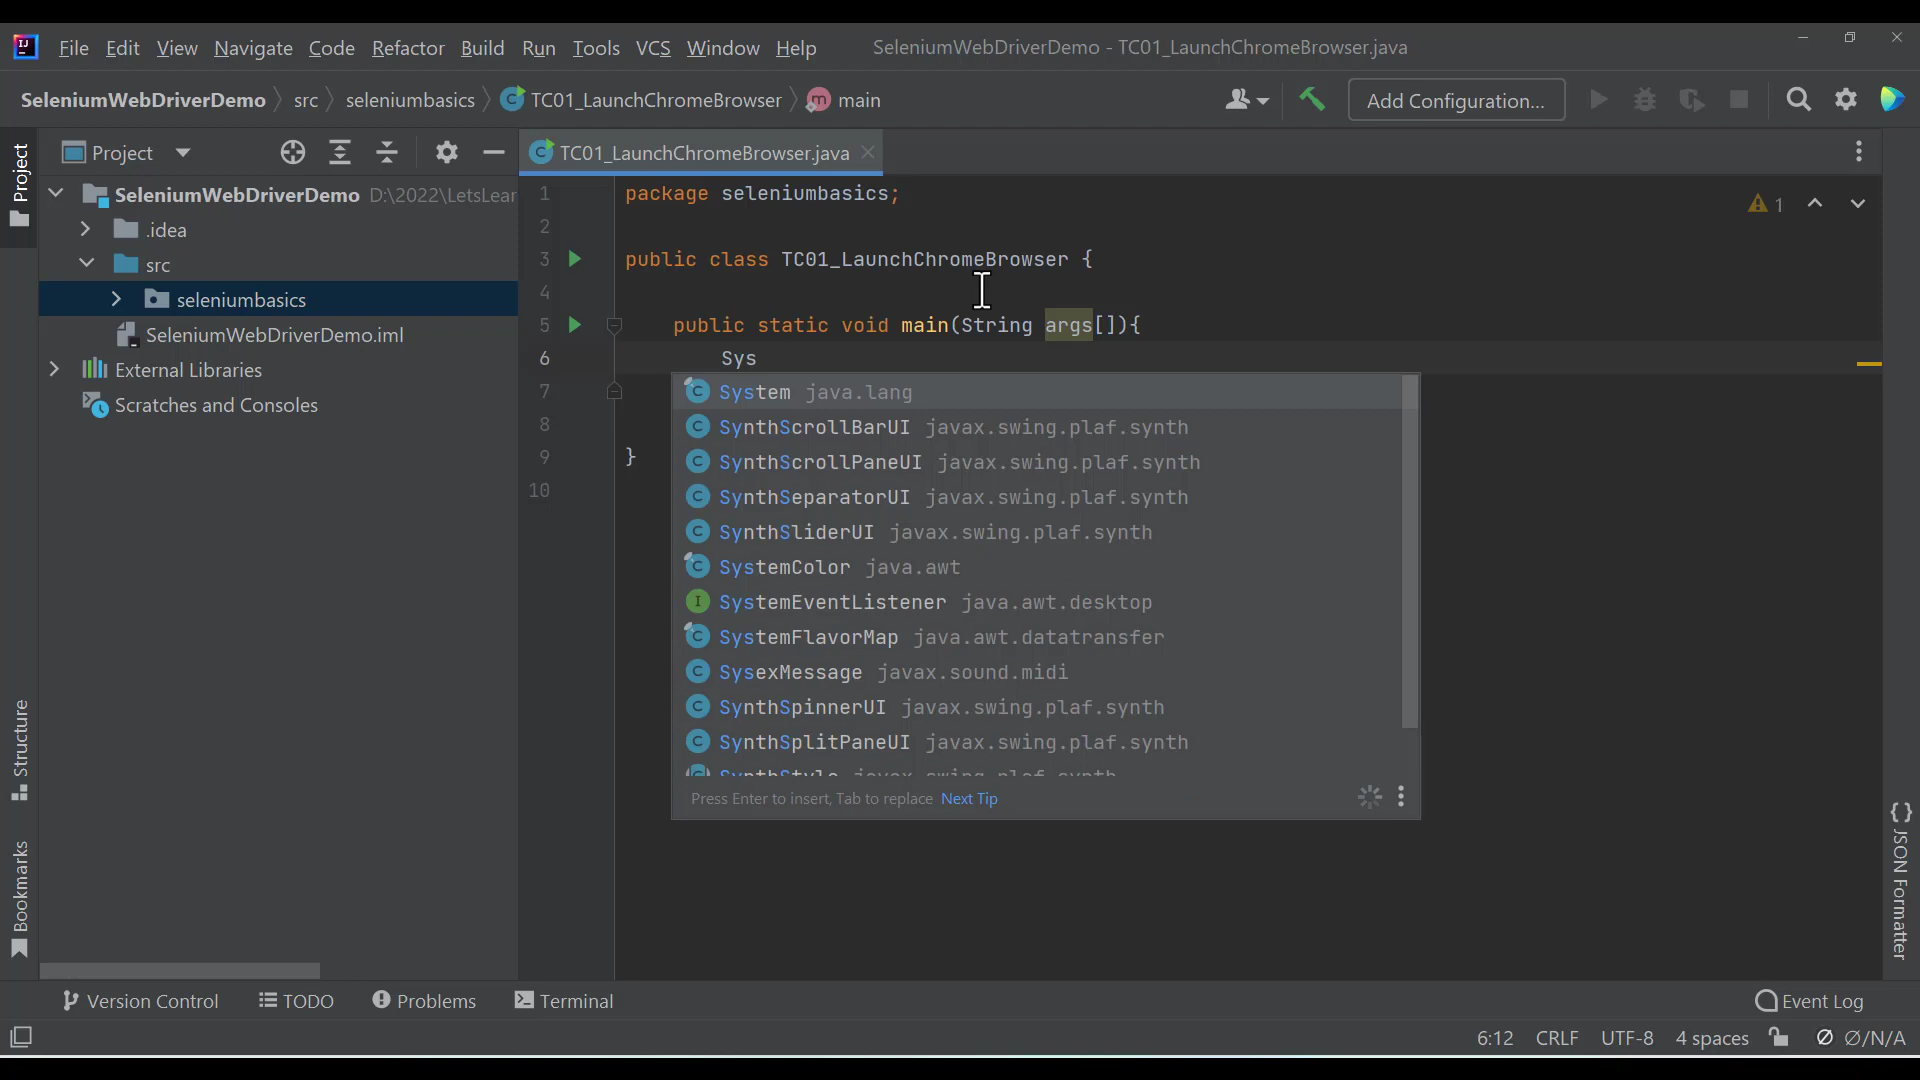 IJ File Edit View Navigate Code Refactor Build Run Tools VCS Window Help SeleniumWebDriverDemo - TC01_LaunchChromeBrowser.java
SeleniumWebDriverDemo src seleniumbasics TC01_LaunchChromeBrowser main Add Configuration...
Project
Project
SeleniumWebDriverDemo D:\2022\LetsLear
.idea
src
seleniumbasics
SeleniumWebDriverDemo.iml
External Libraries
Scratches and Consoles
Structure
Bookmarks
TC01_LaunchChromeBrowser.java
1
1 package seleniumbasics;
2
3 public class TC01_LaunchChromeBrowser {
4
5 public static void main(String args[]){
6 Sys
7
8
9 }
10
System java.lang
SynthScrollBarUI javax.swing.plaf.synth
SynthScrollPaneUI javax.swing.plaf.synth
SynthSeparatorUI javax.swing.plaf.synth
SynthSliderUI javax.swing.plaf.synth
SystemColor java.awt
SystemEventListener java.awt.desktop
SystemFlavorMap java.awt.datatransfer
SysexMessage javax.sound.midi
SynthSpinnerUI javax.swing.plaf.synth
SynthSplitPaneUI javax.swing.plaf.synth
SynthStyle javax.swing.plaf.synth
Press Enter to insert, Tab to replace Next Tip
{} JSON Formatter
Version Control TODO Problems Terminal Event Log
6:12 CRLF UTF-8 4 spaces Ø/N/A